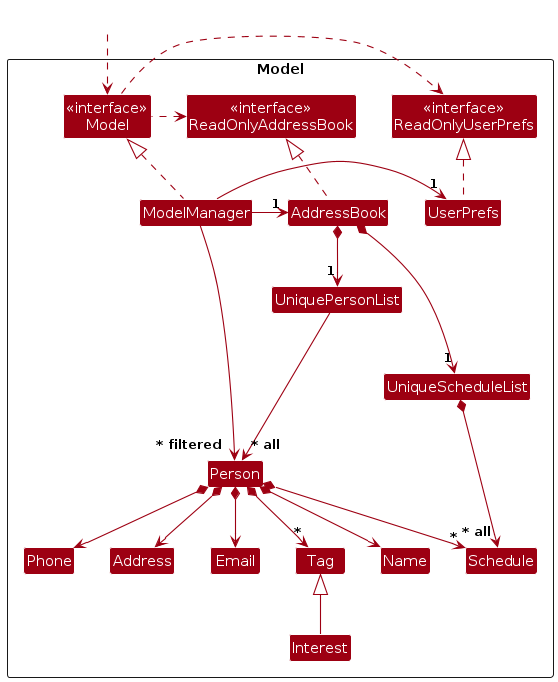 Model
«interface»
Model
«interface»
ReadOnlyAddressBook
«interface»
ReadOnlyUserPrefs
1
ModelManager
1
AddressBook
UserPrefs
1
UniquePersonList
1
UniqueScheduleList
* filtered
* all
Person
*
*
* all
Phone
Address
Email
Tag
Name
Schedule
Interest